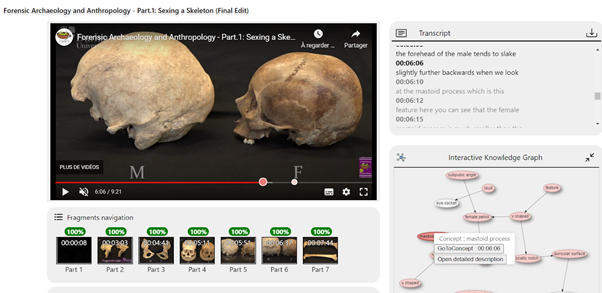 Forensic Archaeology and Anthropology - Part.1: Sexing a Skeleton (Final Edit)
Forensic Archaeology and Anthropology - Part.1: Sexing a Ske...
À regarder ...
Partager
PLUS DE VIDÉOS
M
F
6:06 / 9:21
Transcript
the forehead of the male tends to slake
00:06:06
slightly further backwards when we look
00:06:10
at the mastoid process which is this
00:06:12
feature here you can see that the female
00:06:15
Interactive Knowledge Graph
subpubic angle
oval
feature
eye socket
female pelvis
v shaped
Concept : mastoid process
GoToConcept : 00:06:06
Open detailed description
sciatic notch
auricular surface
v shaped
Fragments navigation
100%
100%
100%
100%
100%
100%
100%
00:00:08
00:03:03
00:04:41
00:05:11
00:05:51
00:06:37
00:07:44
Part 1
Part 2
Part 3
Part 4
Part 5
Part 6
Part 7